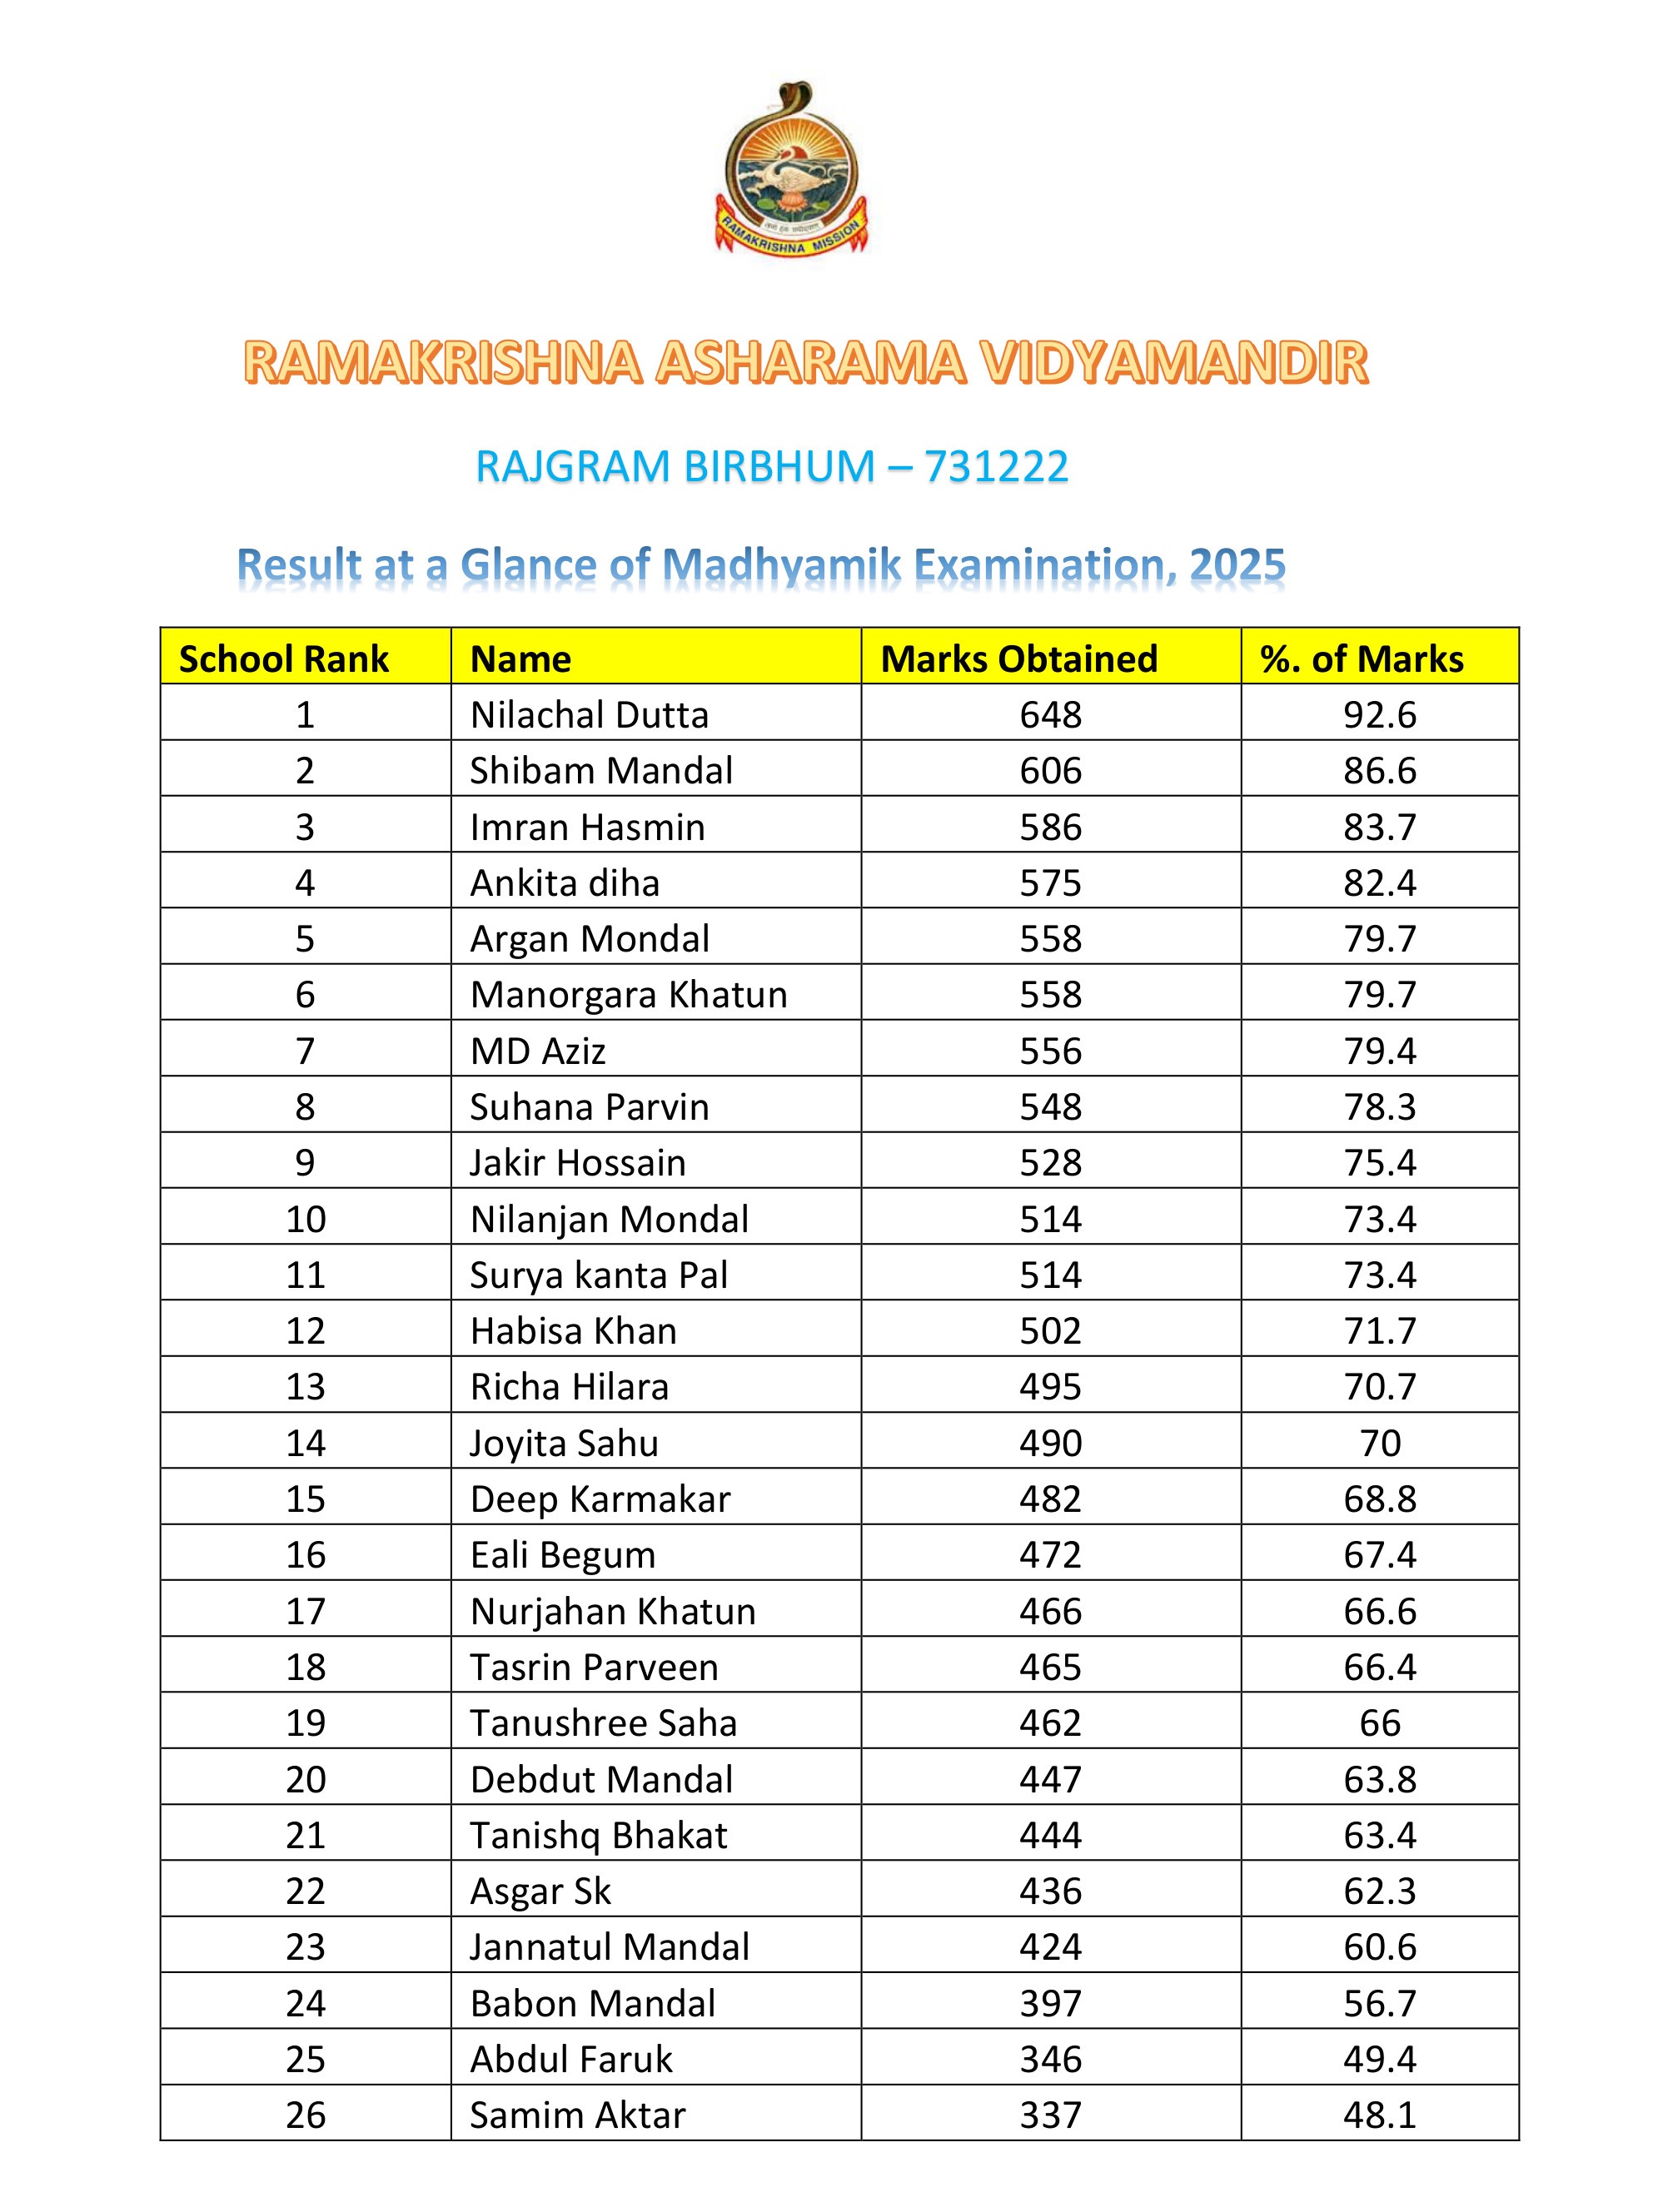 RAMAKRISHNA MISSION
RAMAKRISHNA ASHARAMA VIDYAMANDIR
RAJGRAM BIRBHUM – 731222
Result at a Glance of Madhyamik Examination, 2025
School Rank Name Marks Obtained %. of Marks
1 Nilachal Dutta 648 92.6
2 Shibam Mandal 606 86.6
3 Imran Hasmin 586 83.7
4 Ankita diha 575 82.4
5 Argan Mondal 558 79.7
6 Manorgara Khatun 558 79.7
7 MD Aziz 556 79.4
8 Suhana Parvin 548 78.3
9 Jakir Hossain 528 75.4
10 Nilanjan Mondal 514 73.4
11 Surya kanta Pal 514 73.4
12 Habisa Khan 502 71.7
13 Richa Hilara 495 70.7
14 Joyita Sahu 490 70
15 Deep Karmakar 482 68.8
16 Eali Begum 472 67.4
17 Nurjahan Khatun 466 66.6
18 Tasrin Parveen 465 66.4
19 Tanushree Saha 462 66
20 Debdut Mandal 447 63.8
21 Tanishq Bhakat 444 63.4
22 Asgar Sk 436 62.3
23 Jannatul Mandal 424 60.6
24 Babon Mandal 397 56.7
25 Abdul Faruk 346 49.4
26 Samim Aktar 337 48.1